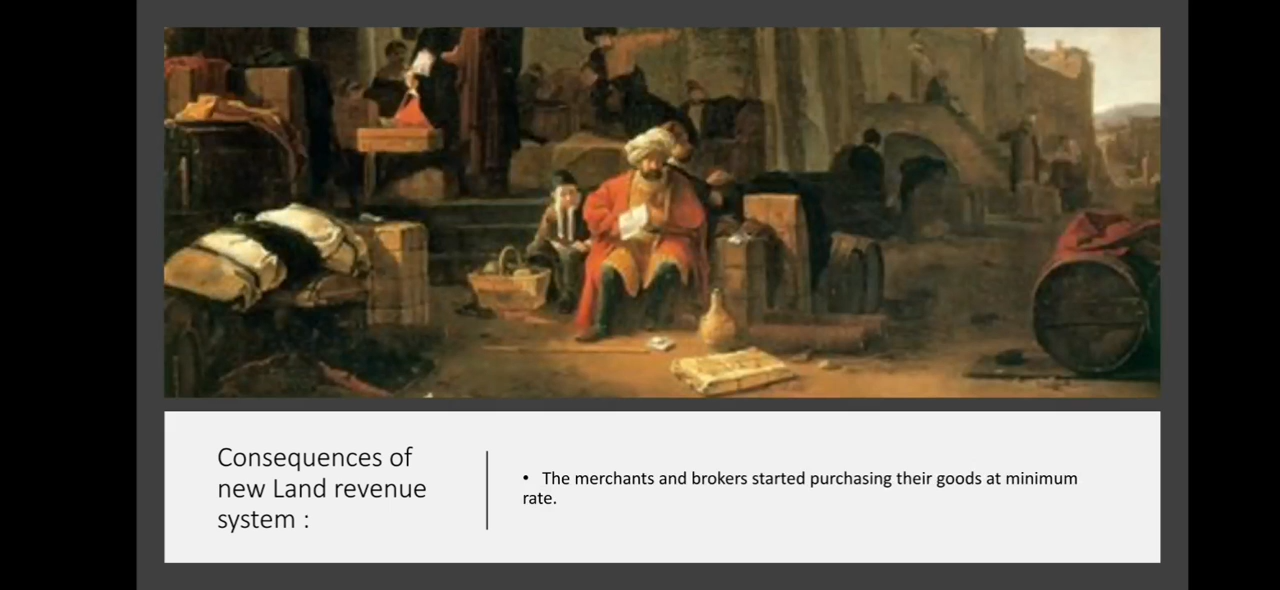 Consequences of
new Land revenue
system :
• The merchants and brokers started purchasing their goods at minimum
rate.